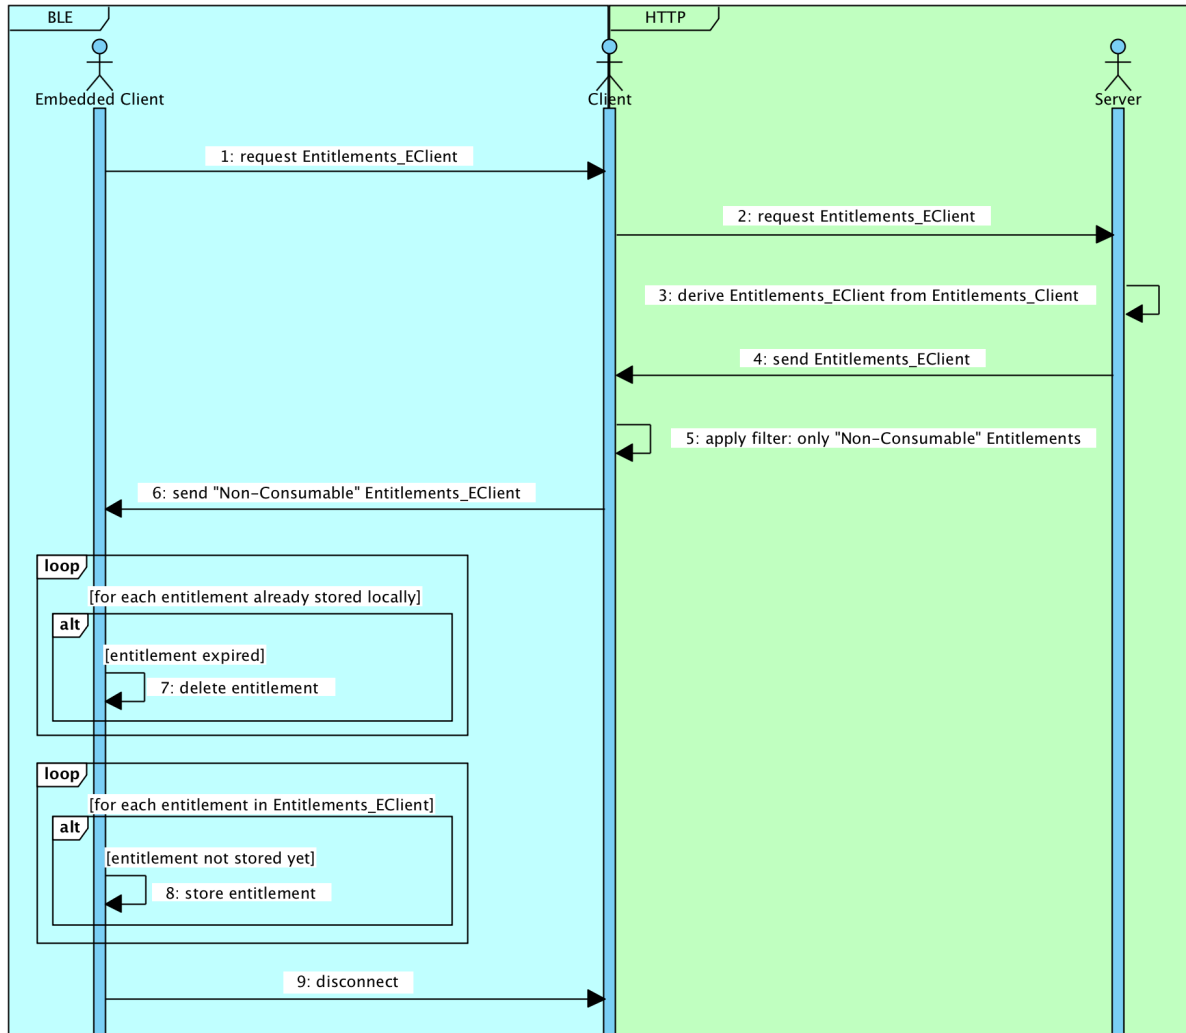 BLE
HTTP
Embedded Client
Client
Server
1: request Entitlements_EClient
2: request Entitlements_EClient
3: derive Entitlements_EClient from Entitlements_Client
4: send Entitlements_EClient
5: apply filter: only "Non-Consumable" Entitlements
6: send "Non-Consumable" Entitlements_EClient
loop
[for each entitlement already stored locally]
alt
[entitlement expired]
7: delete entitlement
loop
[for each entitlement in Entitlements_EClient]
alt
[entitlement not stored yet]
8: store entitlement
9: disconnect